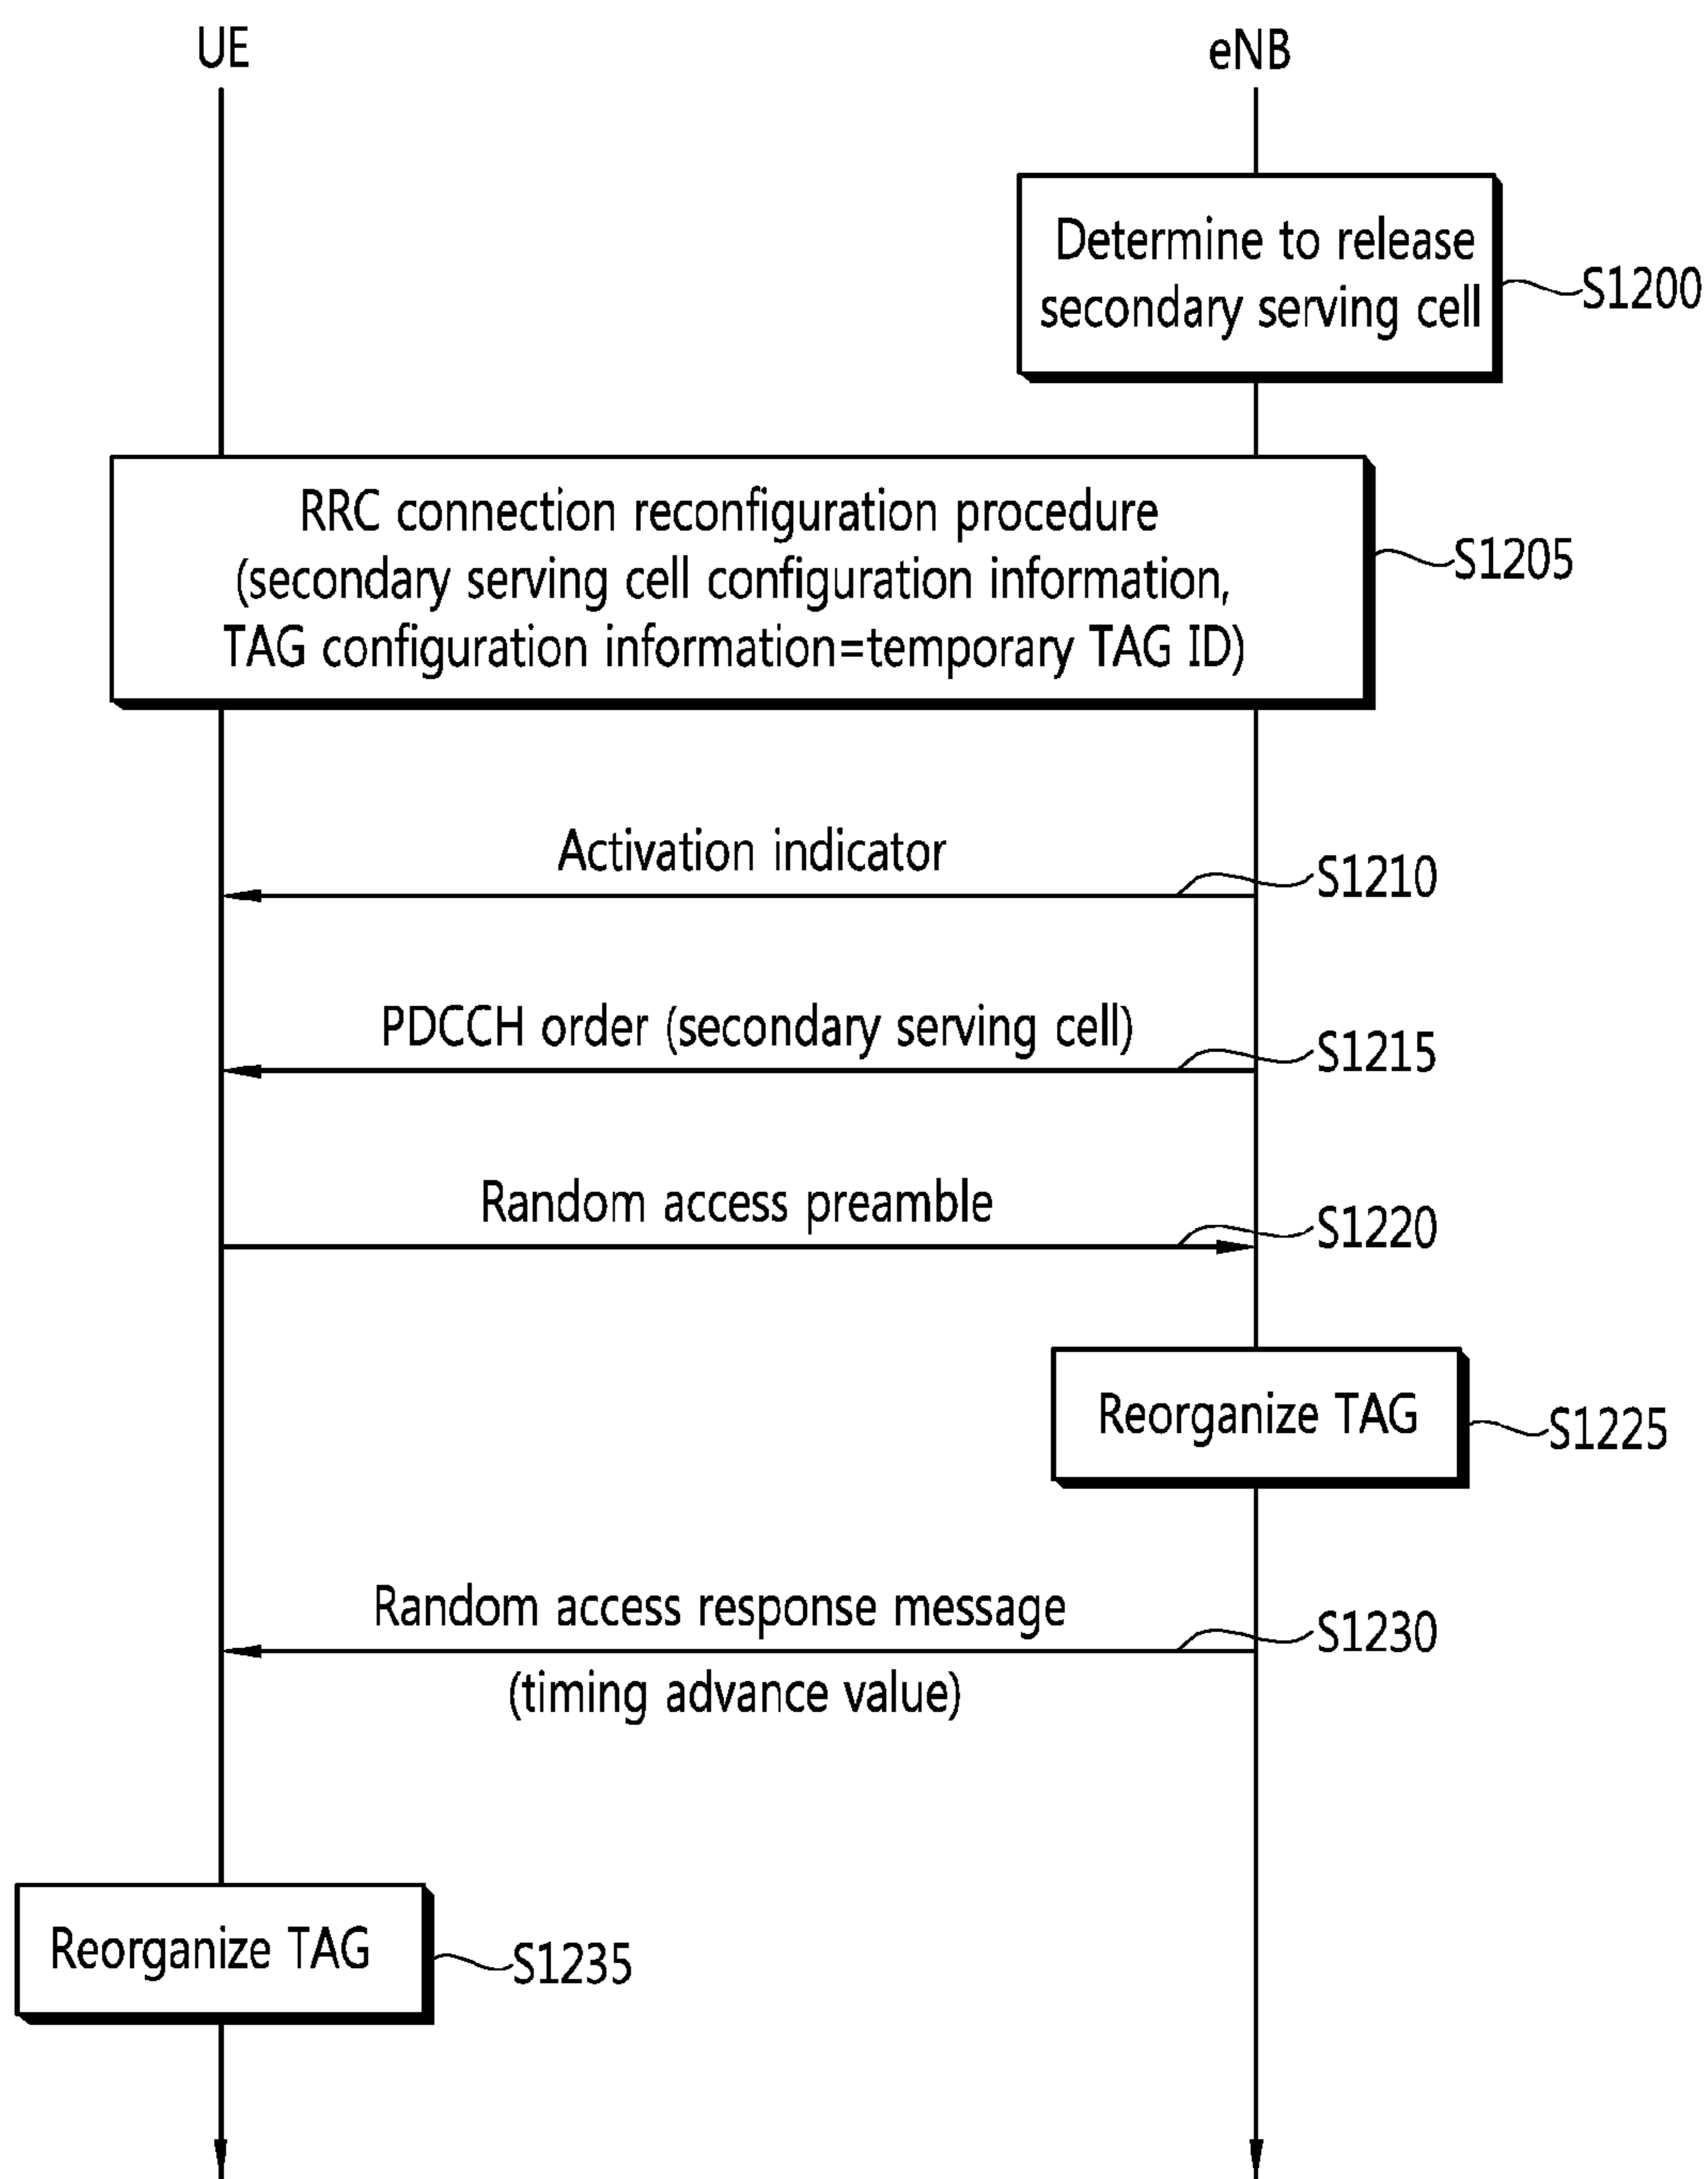 UE
eNB
Determine to release
secondary serving cell
S1200
RRC connection reconfiguration procedure
(secondary serving cell configuration information,
TAG configuration information=temporary TAG ID)
S1205
Activation indicator
S1210
PDCCH order (secondary serving cell)
S1215
Random access preamble
S1220
Reorganize TAG
S1225
Random access response message
(timing advance value)
S1230
Reorganize TAG
S1235